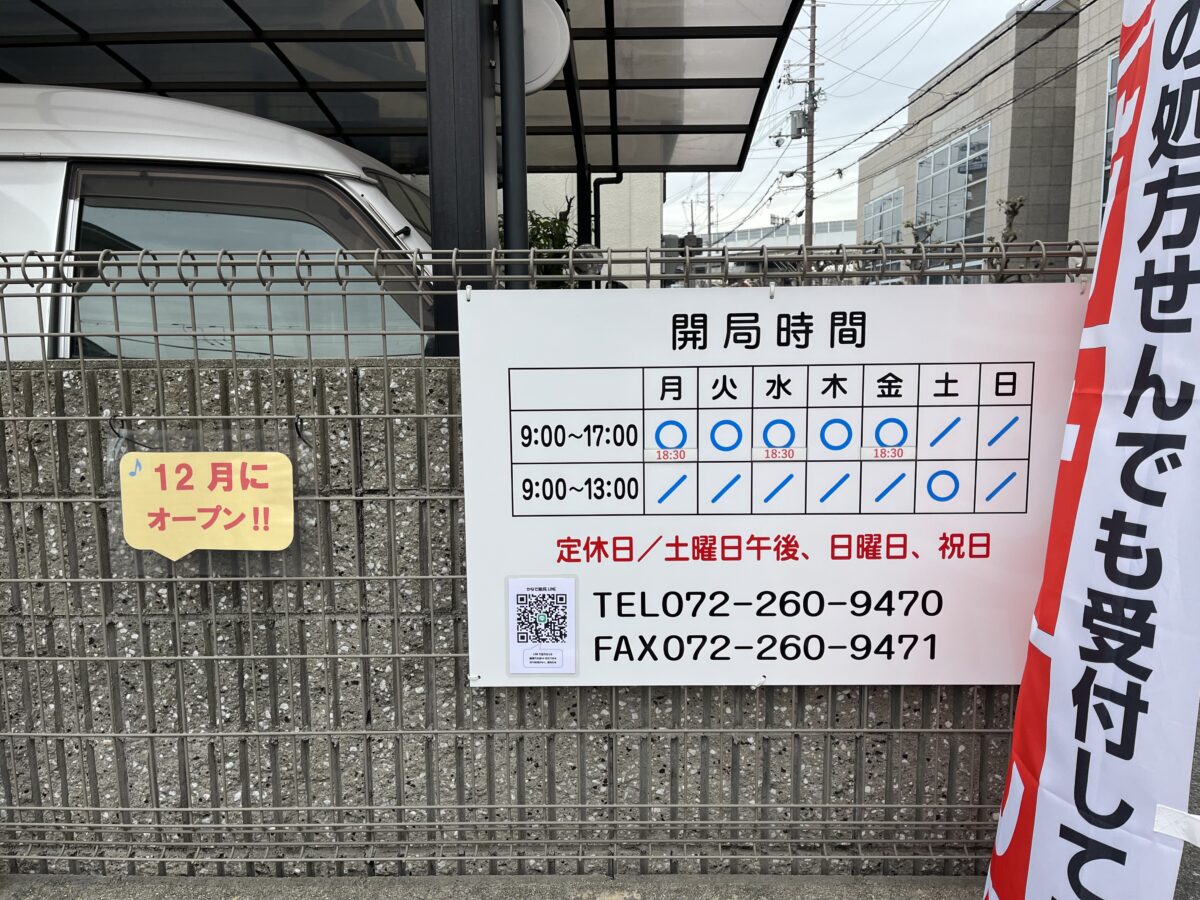 開局時間
月 火 水 木 金 土 日
9:00~17:00 ○ ○ ○ ○ ○ / /
18:30 18:30 18:30
9:00~13:00 / / / / / ○ /
定休日/土曜日午後、日曜日、祝日
TEL072-260-9470
FAX072-260-9471
♪12月に
オープン!!
処方せんでも受付して